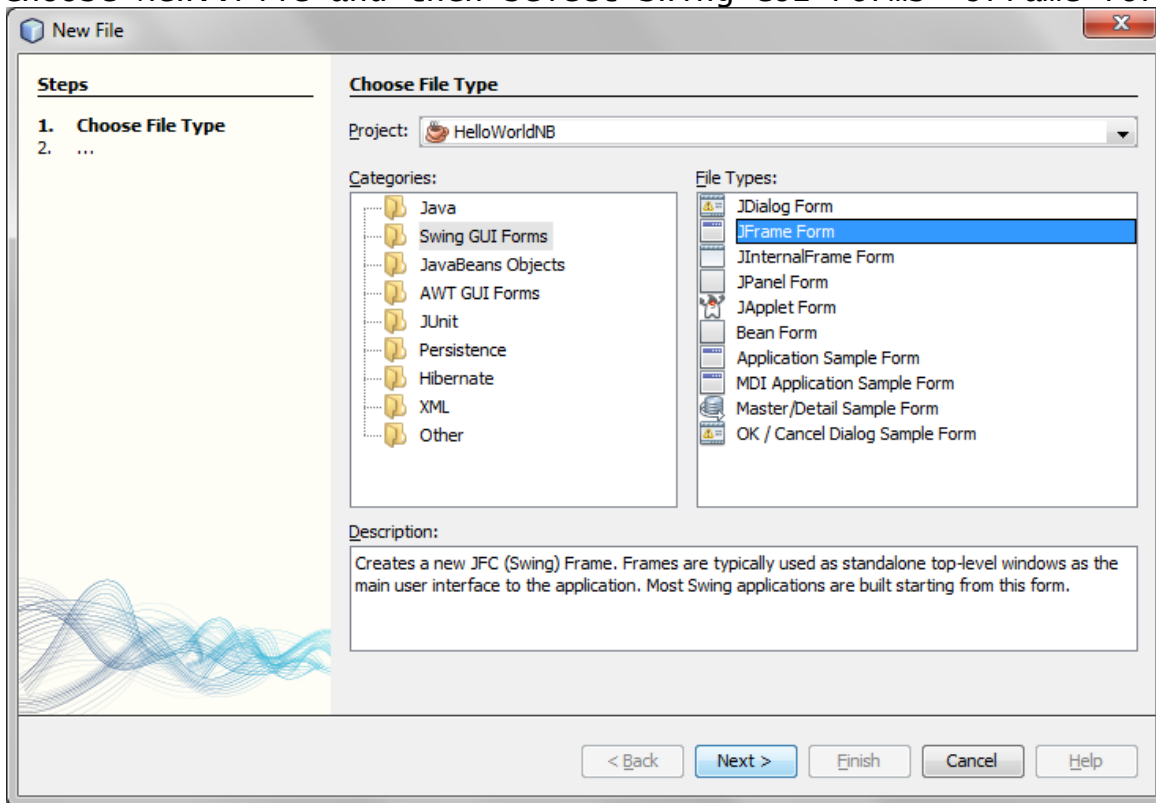 New File
X
Steps
1. Choose File Type
2. ...
Choose File Type
Project: HelloWorldNB
Categories:
Java
Swing GUI Forms
JavaBeans Objects
AWT GUI Forms
JUnit
Persistence
Hibernate
XML
Other
File Types:
JDialog Form
JFrame Form
JInternalFrame Form
JPanel Form
JApplet Form
Bean Form
Application Sample Form
MDI Application Sample Form
Master/Detail Sample Form
OK / Cancel Dialog Sample Form
Description:
Creates a new JFC (Swing) Frame. Frames are typically used as standalone top-level windows as the
main user interface to the application. Most Swing applications are built starting from this form.
< Back Next > Finish Cancel Help